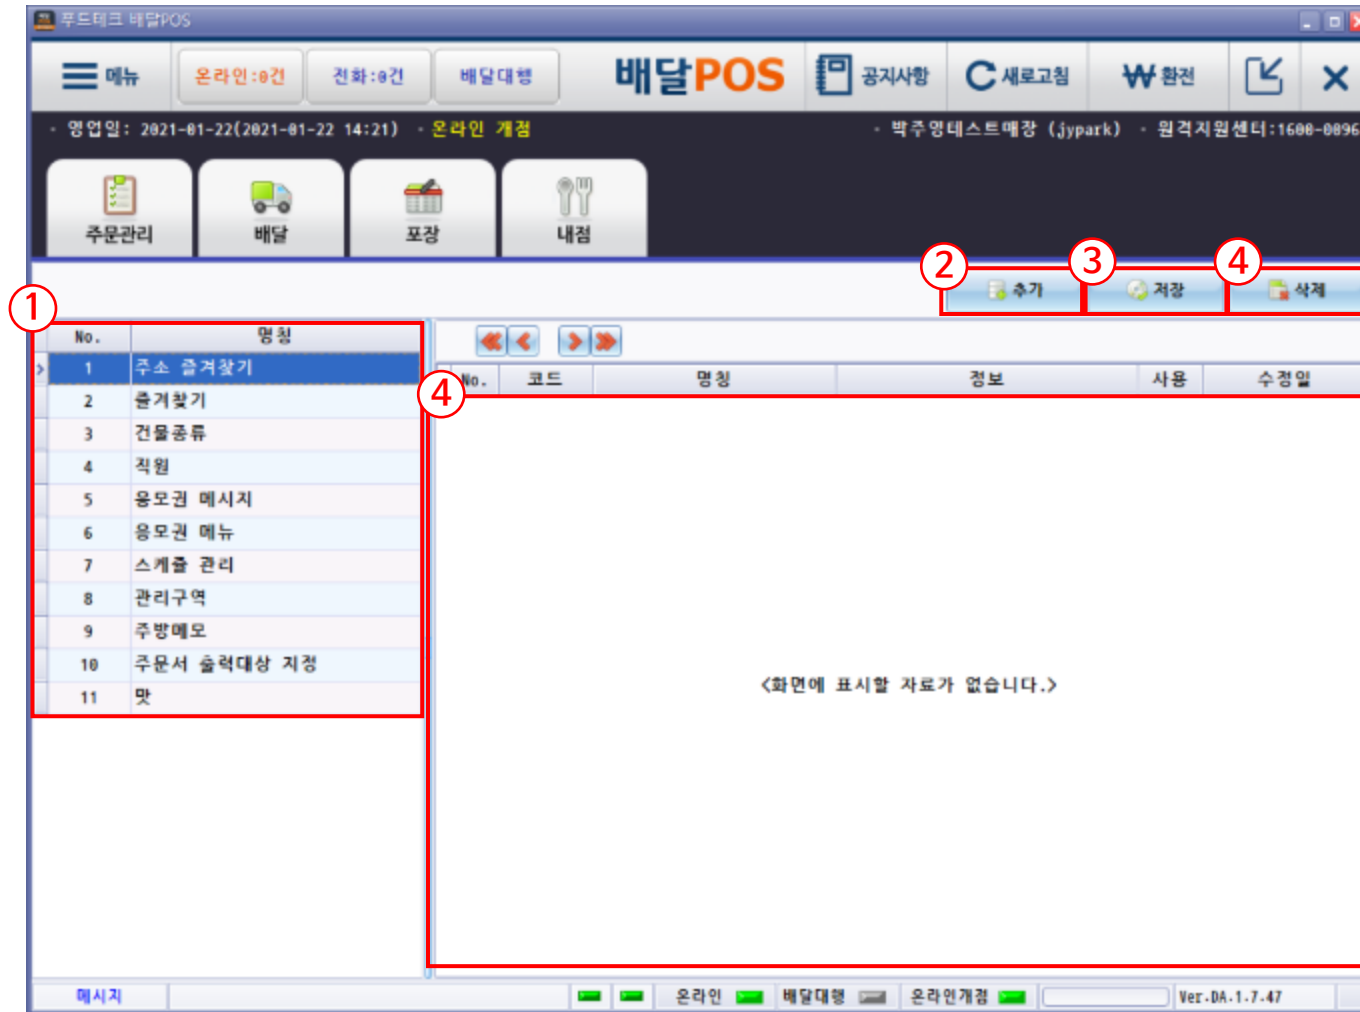 푸드테크 배달POS
메뉴 온라인:0건 전화:0건 배달대행 배달POS 공지사항 새로고침 ₩ 환전
· 영업일: 2021-01-22(2021-01-22 14:21) · 온라인 개점 · 박주영테스트매장 (jypark) · 원격지원센터:1600-0896
주문관리 배달 포장 내점
② 추가 ③ 저장 ④ 삭제
①
No. 명칭
1 주소 즐겨찾기
2 즐겨찾기
3 건물종류
4 직원
5 응모권 메시지
6 응모권 메뉴
7 스케쥴 관리
8 관리구역
9 주방메모
10 주문서 출력대상 지정
11 맛
No. 코드 명칭 정보 사용 수정일
④
<화면에 표시할 자료가 없습니다.>
메시지 온라인 배달대행 온라인개점 Ver.DA.1.7.47